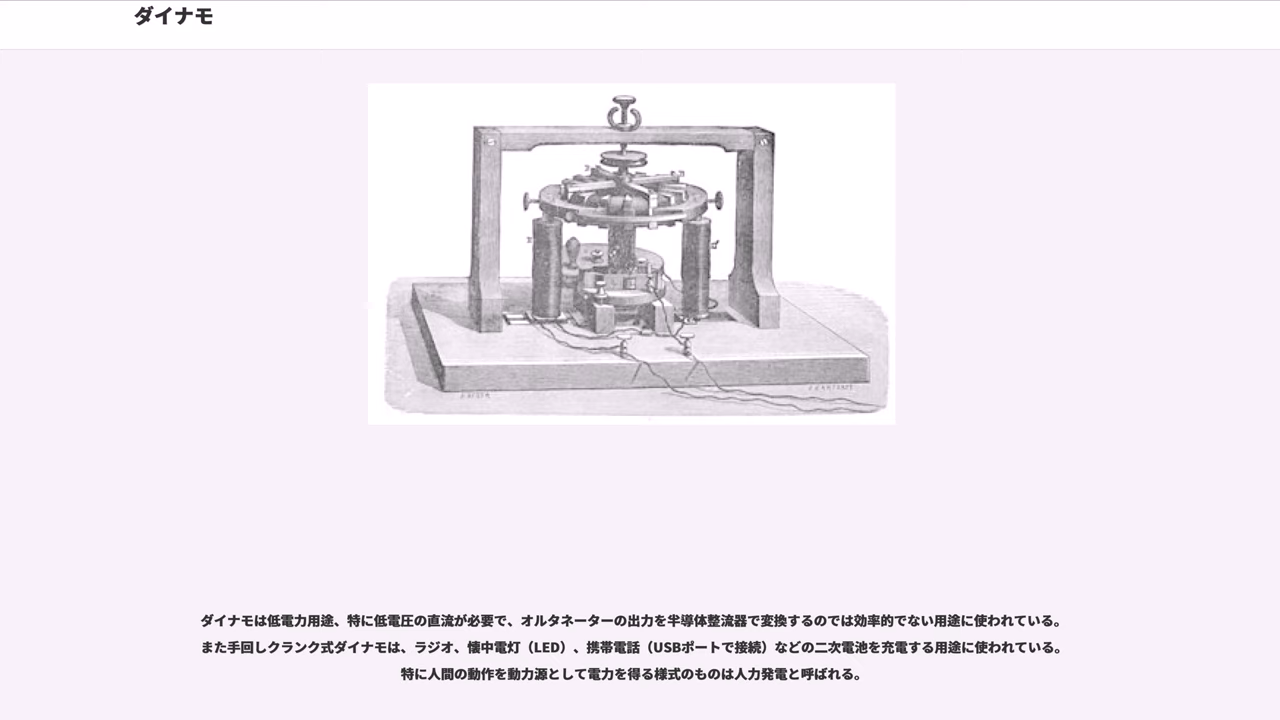 ダイナモ
ダイナモは低電力用途、特に低電圧の直流が必要で、オルタネーターの出力を半導体整流器で変換するのでは効率的でない用途に使われている。
また手回しクランク式ダイナモは、ラジオ、懐中電灯（LED）、携帯電話（USBポートで接続）などの二次電池を充電する用途に使われている。
特に人間の動作を動力源として電力を得る様式のものは人力発電と呼ばれる。